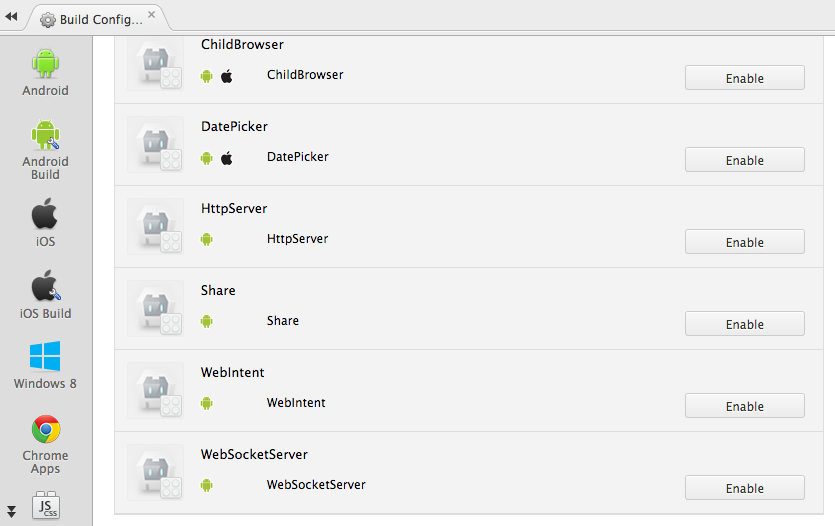 Build Config...
Android
Android
Build
iOS
iOS Build
Windows 8
Chrome
Apps
JS
CSS
ChildBrowser
ChildBrowser
Enable
DatePicker
DatePicker
Enable
HttpServer
HttpServer
Enable
Share
Share
Enable
WebIntent
WebIntent
Enable
WebSocketServer
WebSocketServer
Enable